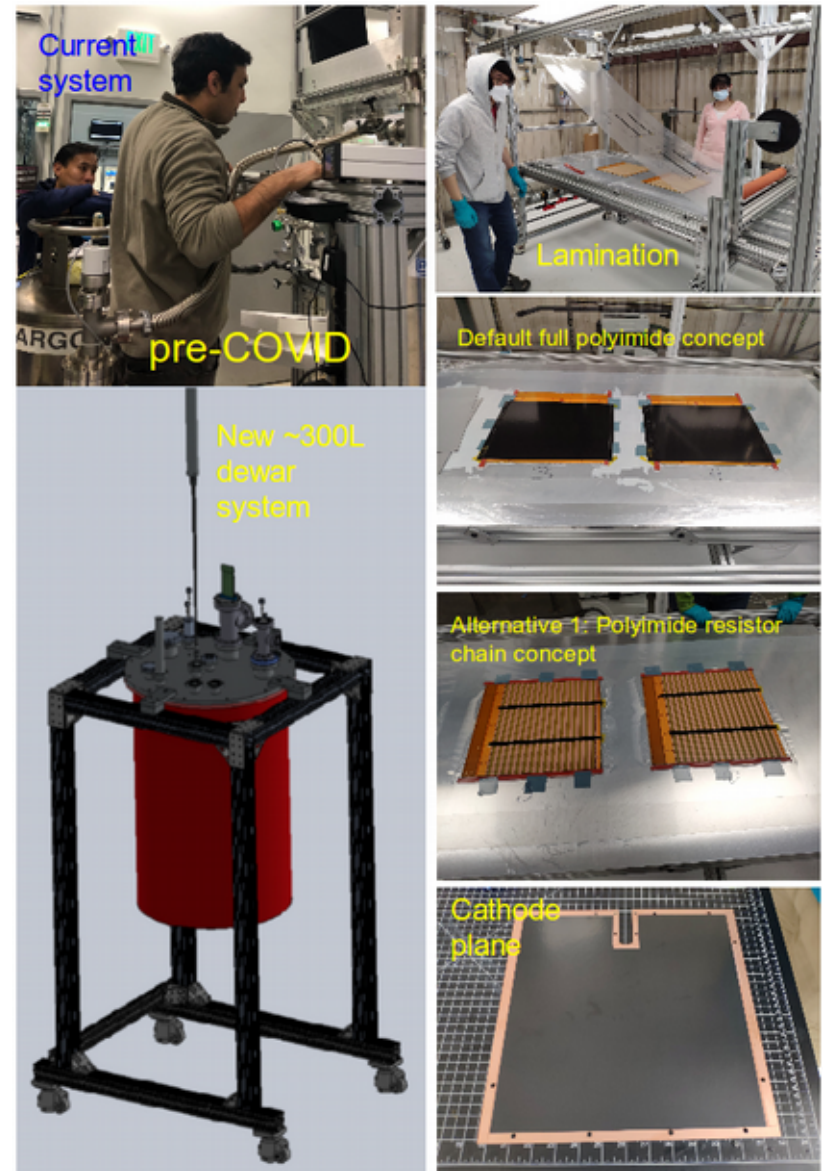 Current
system
EXIT
ARGO
pre-COVID
New ~300L
dewar
system
Lamination
Default full polyimide concept
Alternative 1: Polyimide resistor
chain concept
Cathode
plane